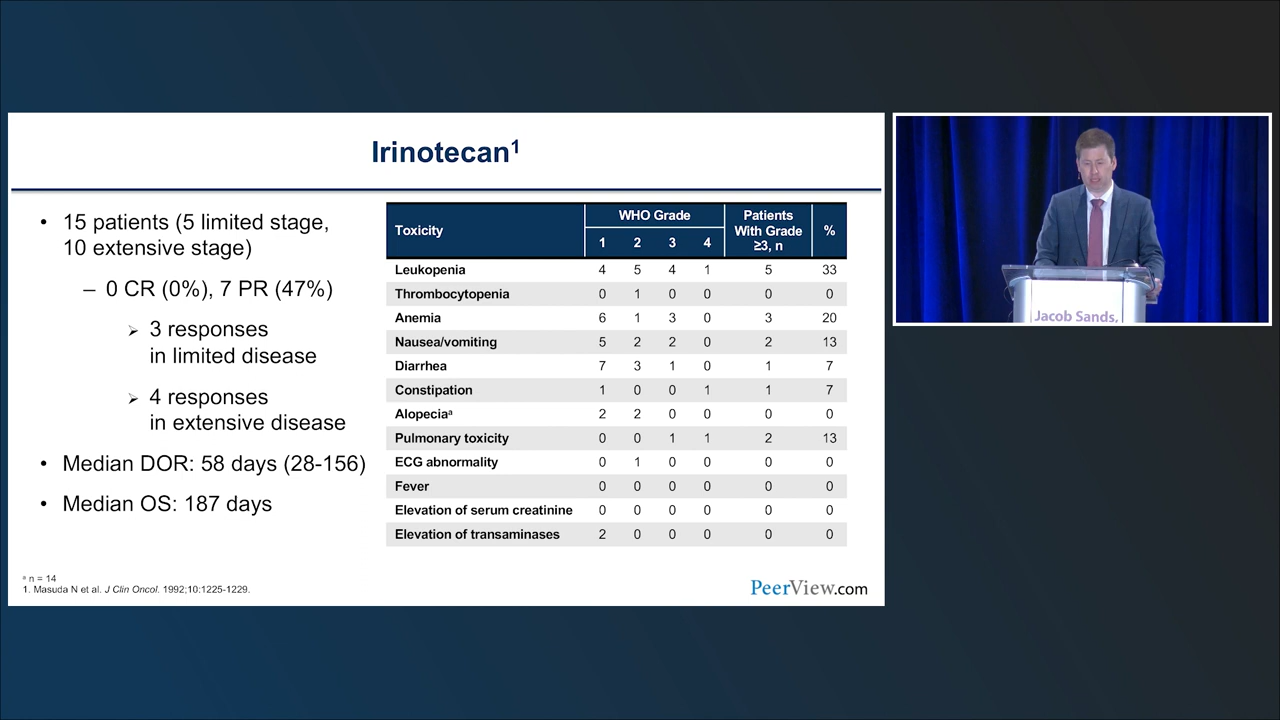 Irinotecan1
• 15 patients (5 limited stage,
10 extensive stage)
– 0 CR (0%), 7 PR (47%)
➢ 3 responses
in limited disease
➢ 4 responses
in extensive disease
• Median DOR: 58 days (28-156)
• Median OS: 187 days
Toxicity WHO Grade Patients With Grade ≥3, n %
1 2 3 4
Leukopenia 4 5 4 1 5 33
Thrombocytopenia 0 1 0 0 0 0
Anemia 6 1 3 0 3 20
Nausea/vomiting 5 2 2 0 2 13
Diarrhea 7 3 1 0 1 7
Constipation 1 0 0 1 1 7
Alopeciaa 2 2 0 0 0 0
Pulmonary toxicity 0 0 1 1 2 13
ECG abnormality 0 1 0 0 0 0
Fever 0 0 0 0 0 0
Elevation of serum creatinine 0 0 0 0 0 0
Elevation of transaminases 2 0 0 0 0 0
a n = 14
1. Masuda N et al. J Clin Oncol. 1992;10:1225-1229.
PeerView.com
Jacob Sands,